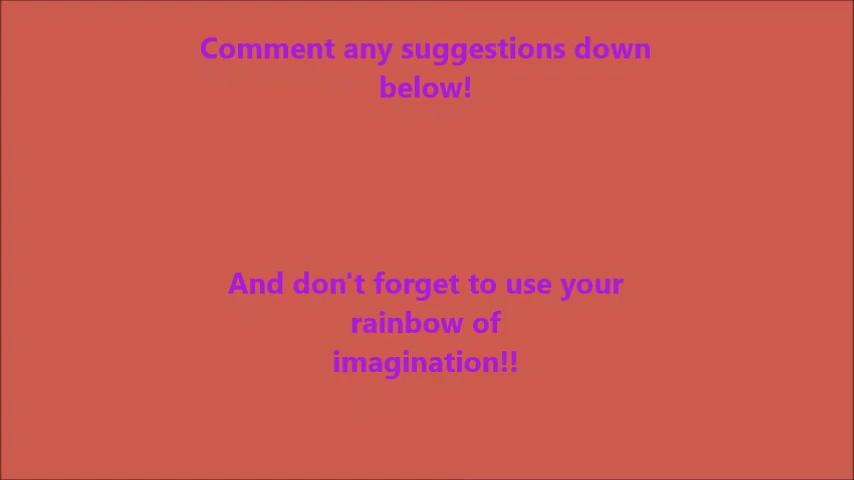 Comment any suggestions down
below!
And don't forget to use your
rainbow of
imagination!!